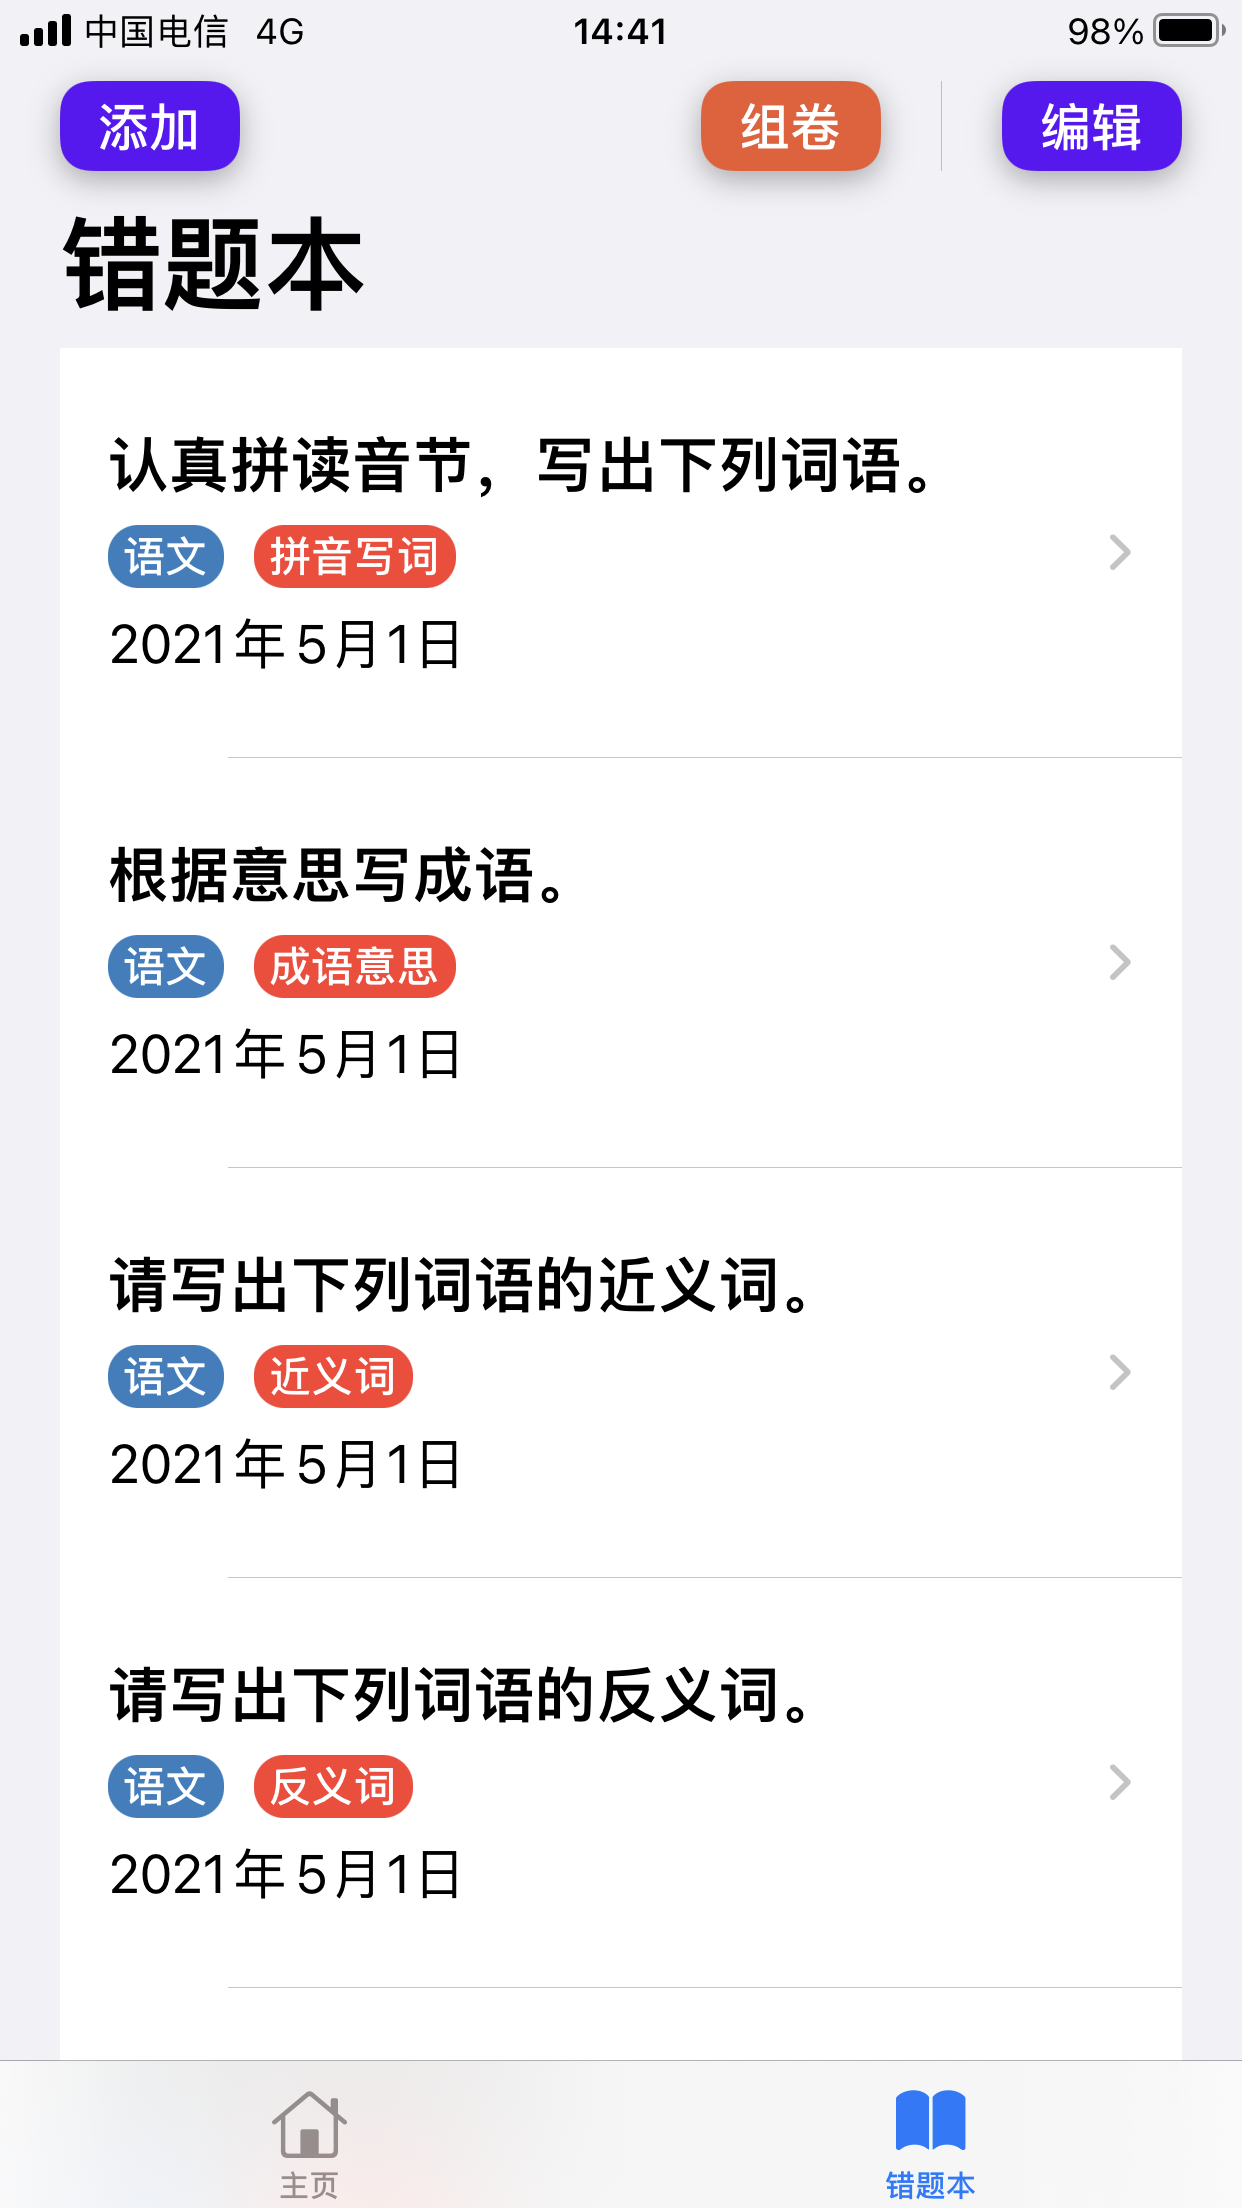 中国电信 4G 14:41 98%
添加 组卷 编辑
错题本
认真拼读音节，写出下列词语。
语文 拼音写词
2021年5月1日
根据意思写成语。
语文 成语意思
2021年5月1日
请写出下列词语的近义词。
语文 近义词
2021年5月1日
请写出下列词语的反义词。
语文 反义词
2021年5月1日
主页 错题本